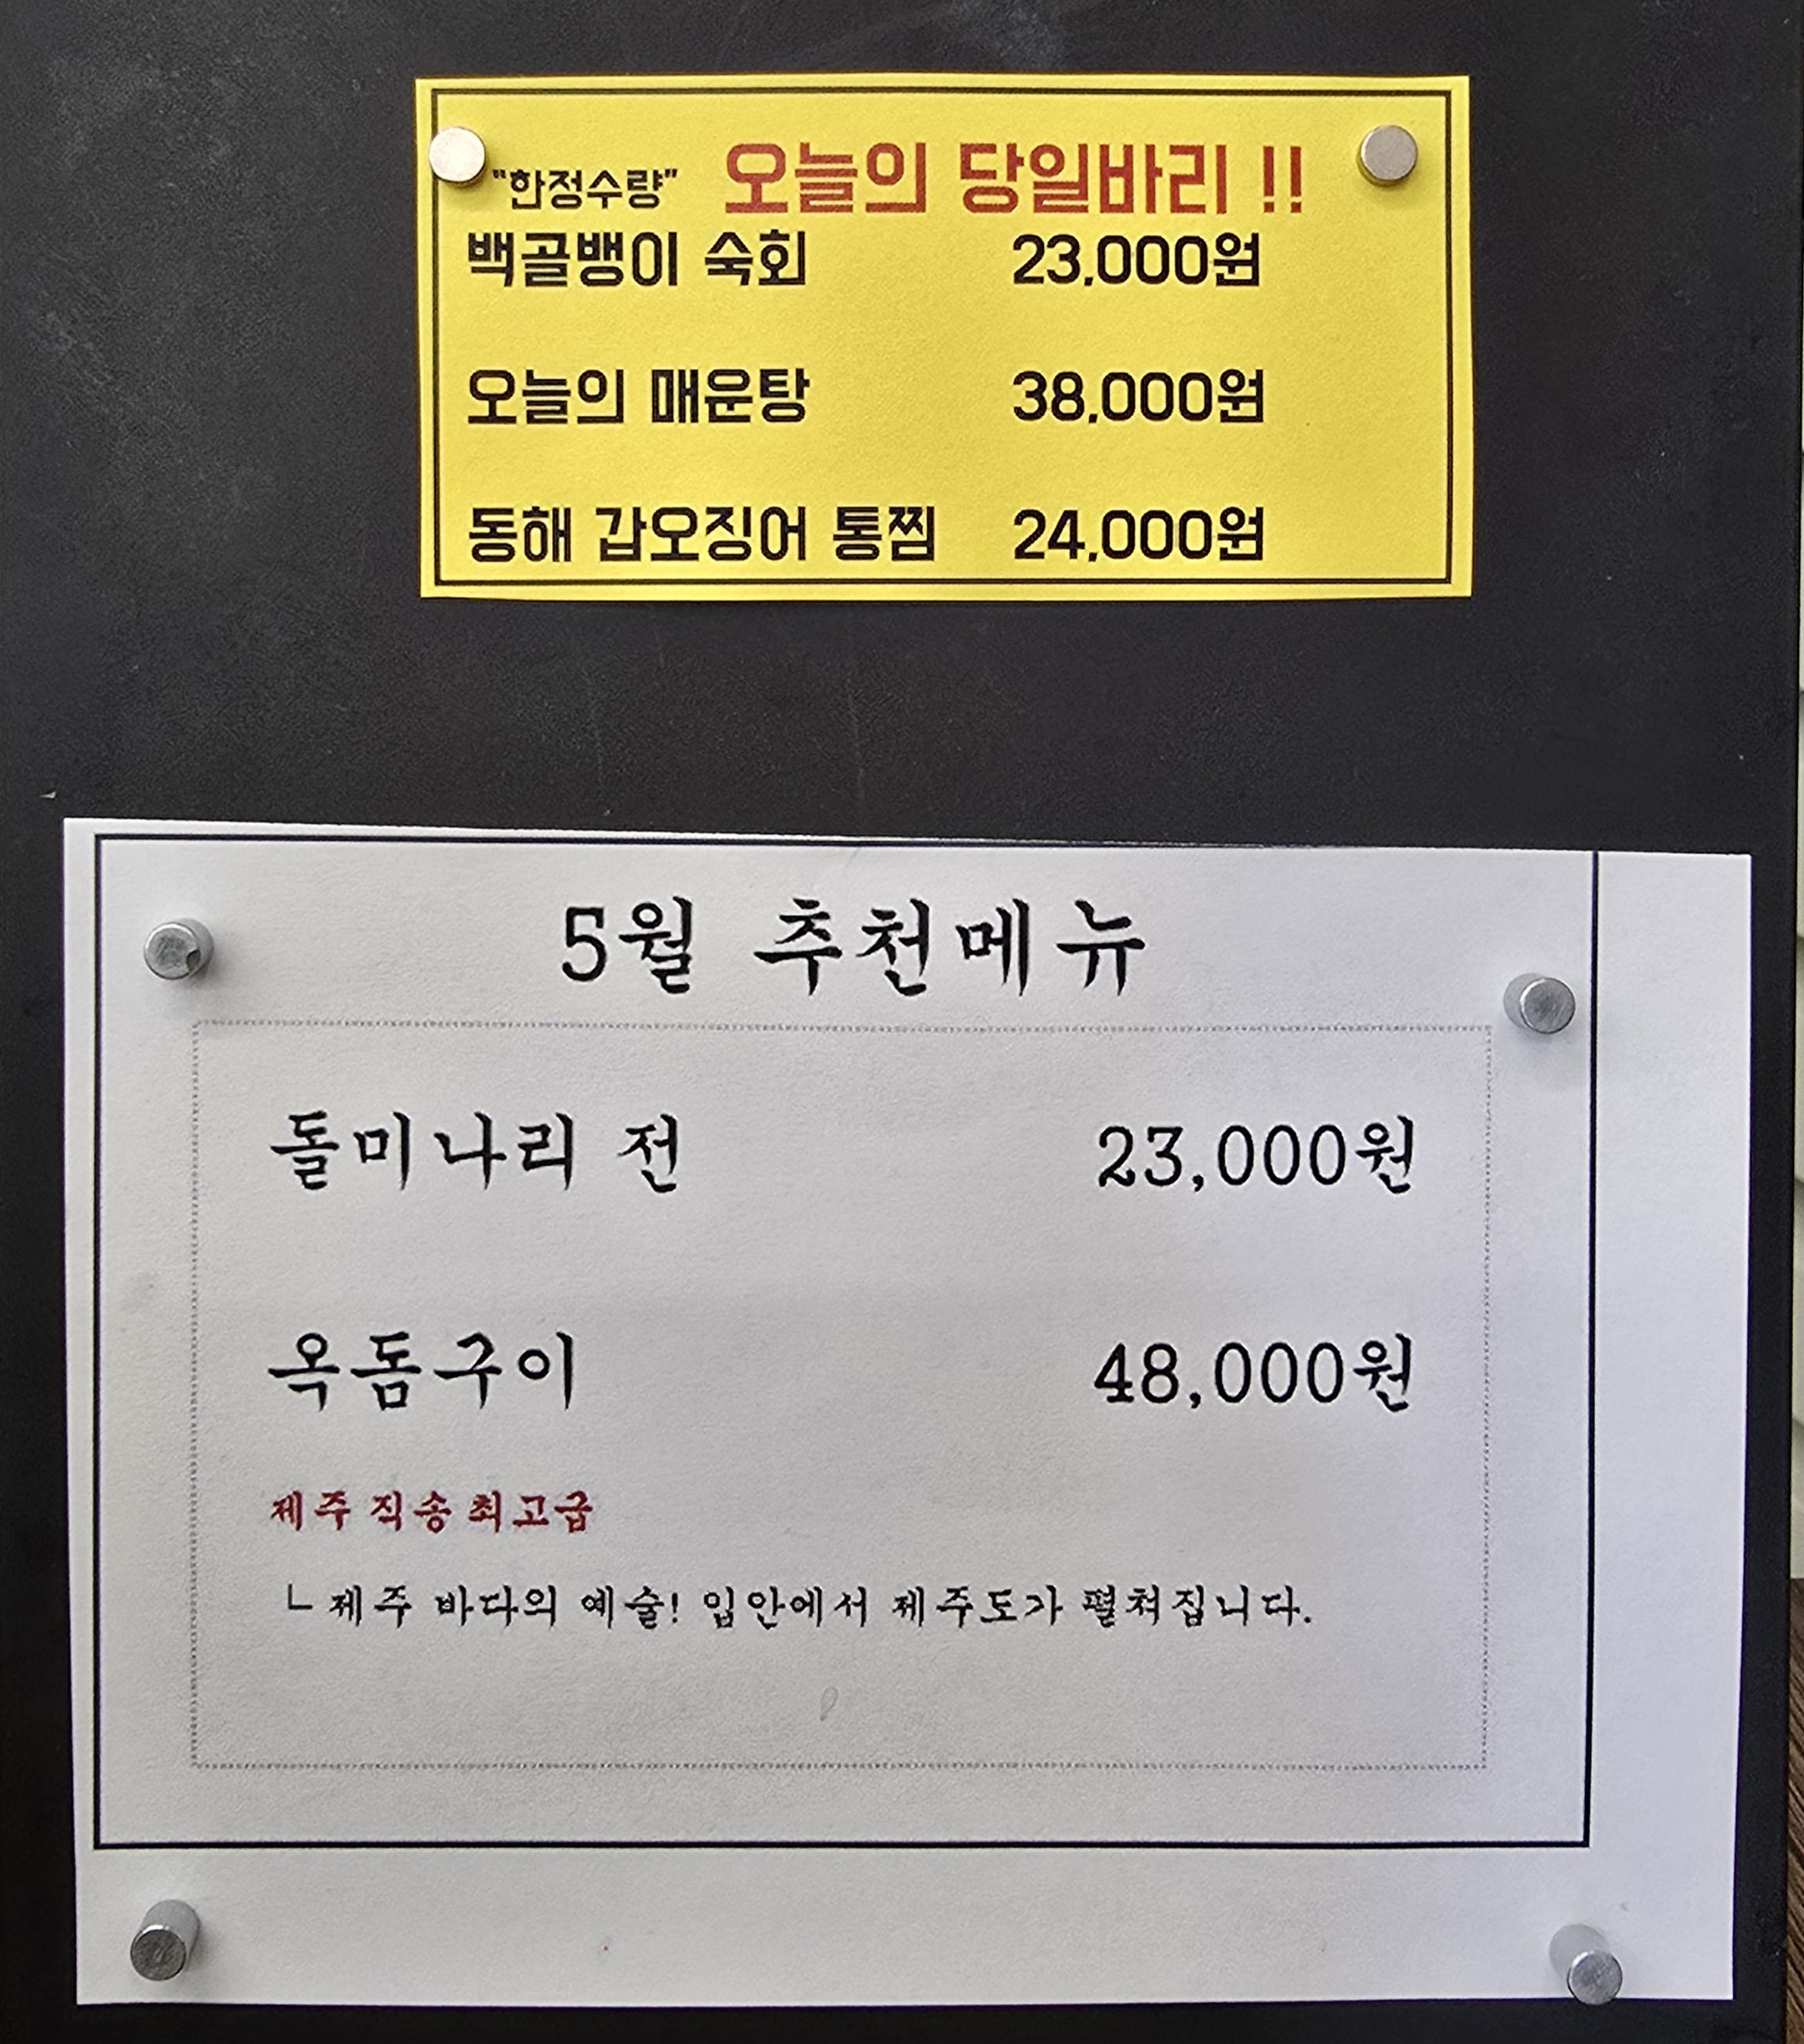 "한정수량" 오늘의 당일바리 !!
백골뱅이 숙회 23,000원
오늘의 매운탕 38,000원
동해 갑오징어 통찜 24,000원
5월 추천메뉴
돌미나리 전 23,000원
옥돔구이 48,000원
제주 직송 최고급
ㄴ제주 바다의 예술! 입안에서 제주도가 펼쳐집니다.